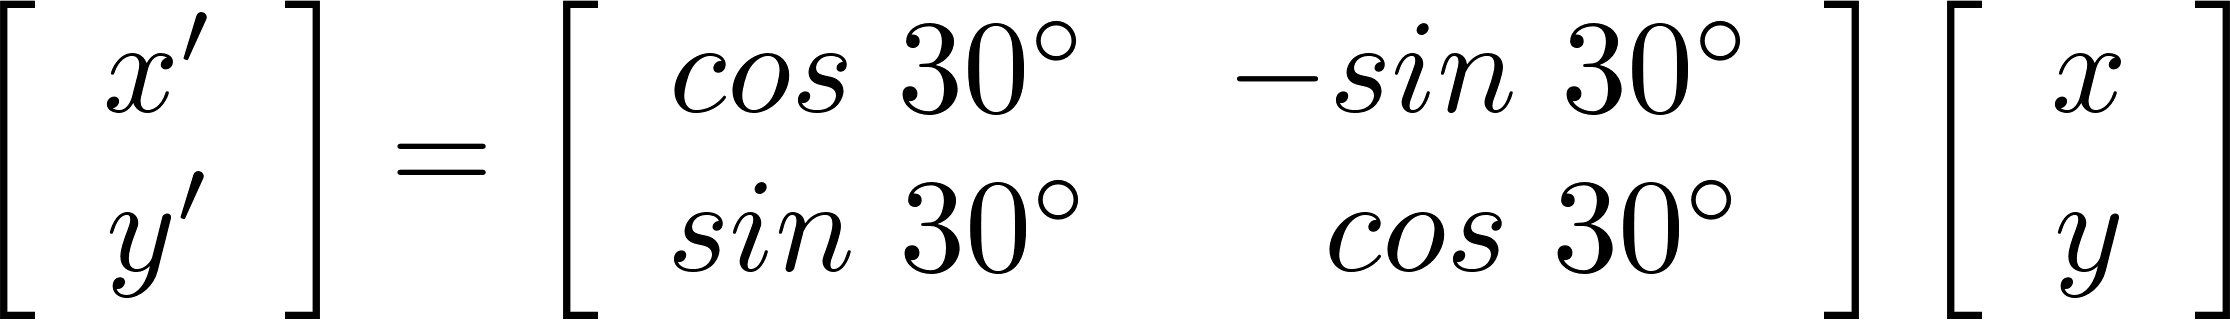 [ x′ ] = [ cos 30° −sin 30° ] [ x ]
[ y′ ] [ sin 30° cos 30° ] [ y ]